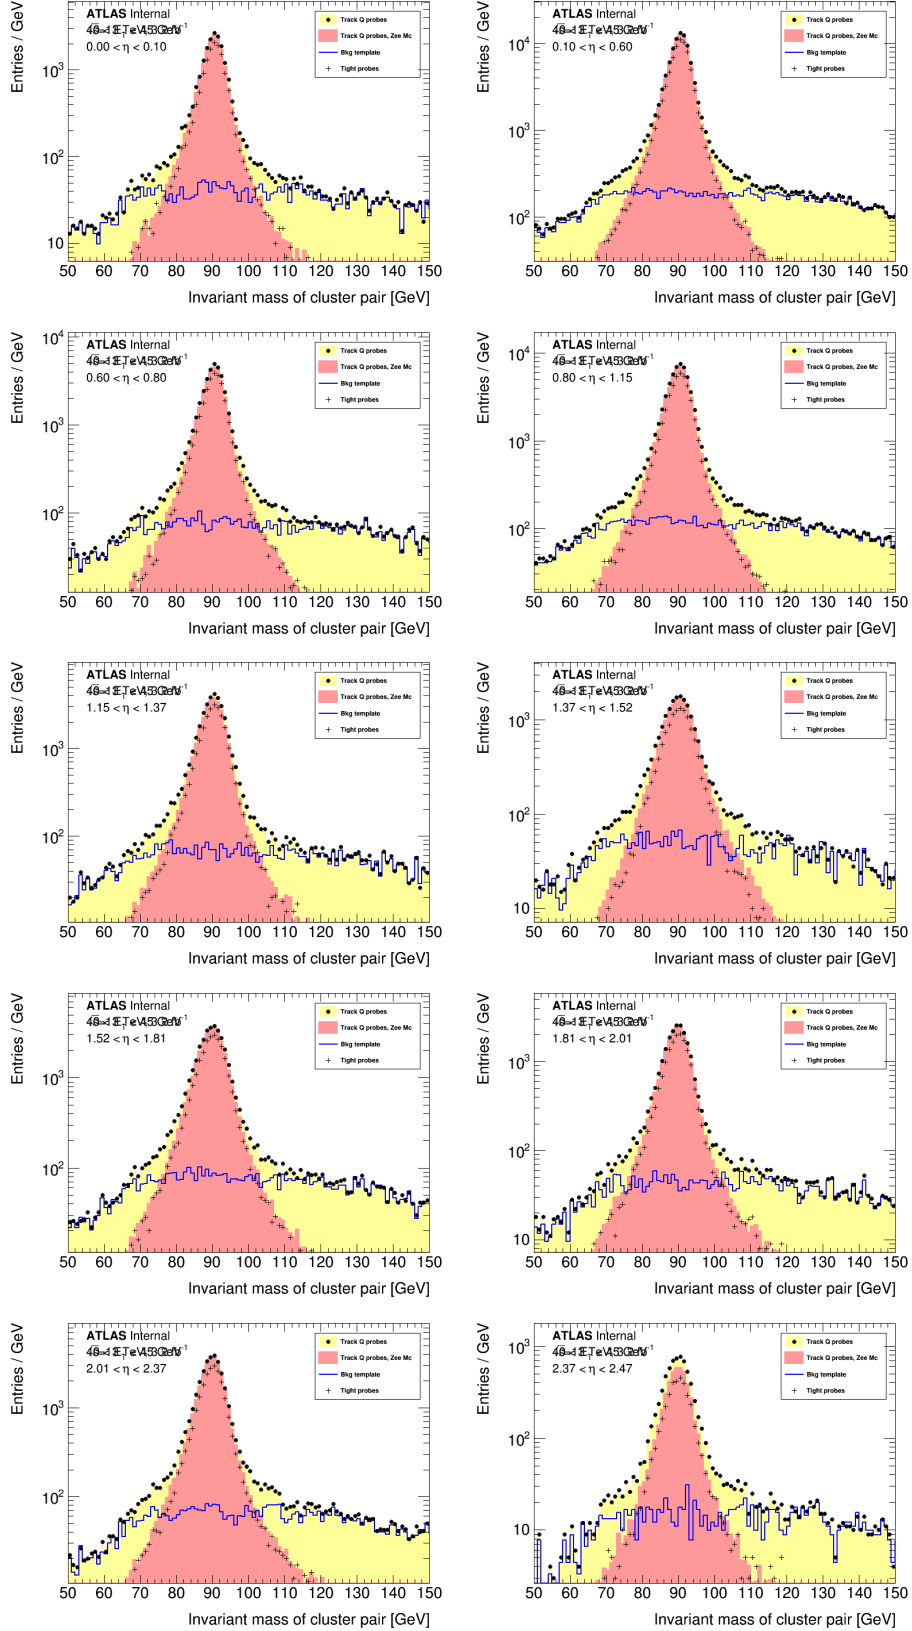 Entries / GeV
ATLAS Internal
0.00 < η < 0.10
Track Q probes
Track Q probes, Zee Mc
Bkg template
Tight probes
10³
10²
10
50 60 70 80 90 100 110 120 130 140 150
Invariant mass of cluster pair [GeV]
Entries / GeV
ATLAS Internal
0.10 < η < 0.60
Track Q probes
Track Q probes, Zee Mc
Bkg template
Tight probes
10⁴
10³
10²
50 60 70 80 90 100 110 120 130 140 150
Invariant mass of cluster pair [GeV]
Entries / GeV
ATLAS Internal
0.60 < η < 0.80
Track Q probes
Track Q probes, Zee Mc
Bkg template
Tight probes
10⁴
10³
10²
50 60 70 80 90 100 110 120 130 140 150
Invariant mass of cluster pair [GeV]
Entries / GeV
ATLAS Internal
0.80 < η < 1.15
Track Q probes
Track Q probes, Zee Mc
Bkg template
Tight probes
10⁴
10³
10²
50 60 70 80 90 100 110 120 130 140 150
Invariant mass of cluster pair [GeV]
Entries / GeV
ATLAS Internal
1.15 < η < 1.37
Track Q probes
Track Q probes, Zee Mc
Bkg template
Tight probes
10³
10²
50 60 70 80 90 100 110 120 130 140 150
Invariant mass of cluster pair [GeV]
Entries / GeV
ATLAS Internal
1.37 < η < 1.52
Track Q probes
Track Q probes, Zee Mc
Bkg template
Tight probes
10³
10²
10
50 60 70 80 90 100 110 120 130 140 150
Invariant mass of cluster pair [GeV]
Entries / GeV
ATLAS Internal
1.52 < η < 1.81
Track Q probes
Track Q probes, Zee Mc
Bkg template
Tight probes
10³
10²
50 60 70 80 90 100 110 120 130 140 150
Invariant mass of cluster pair [GeV]
Entries / GeV
ATLAS Internal
1.81 < η < 2.01
Track Q probes
Track Q probes, Zee Mc
Bkg template
Tight probes
10³
10²
10
50 60 70 80 90 100 110 120 130 140 150
Invariant mass of cluster pair [GeV]
Entries / GeV
ATLAS Internal
2.01 < η < 2.37
Track Q probes
Track Q probes, Zee Mc
Bkg template
Tight probes
10³
10²
50 60 70 80 90 100 110 120 130 140 150
Invariant mass of cluster pair [GeV]
Entries / GeV
ATLAS Internal
2.37 < η < 2.47
Track Q probes
Track Q probes, Zee Mc
Bkg template
Tight probes
10³
10²
10
50 60 70 80 90 100 110 120 130 140 150
Invariant mass of cluster pair [GeV]